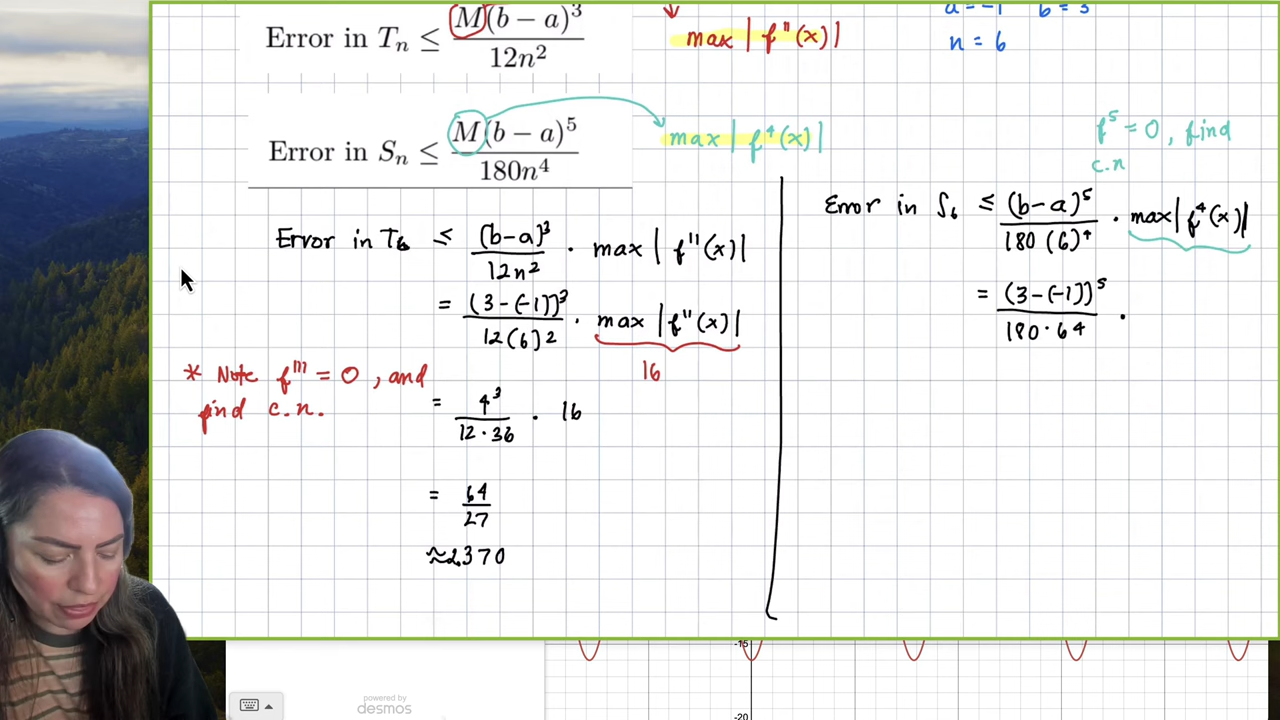 Error in Tₙ ≤ M(b − a)³ / 12n²
max | f''(x)|
a = −1 b = 3
n = 6
Error in Sₙ ≤ M(b − a)⁵ / 180n⁴
max | f⁴(x)|
f⁵ = 0, find
c.n
Error in T₆ ≤ (b-a)³ / 12n² · max | f''(x)|
= (3-(-1))³ / 12(6)² · max |f''(x)|
16
* Note f''' = 0, and
find c.n.
= 4³ / 12·36 · 16
= 64 / 27
≈2.370
Error in S₆ ≤ (b-a)⁵ / 180(6)⁴ · max|f⁴(x)|
= (3-(-1))⁵ / 180·6⁴ ·
-15
-20
powered by
desmos